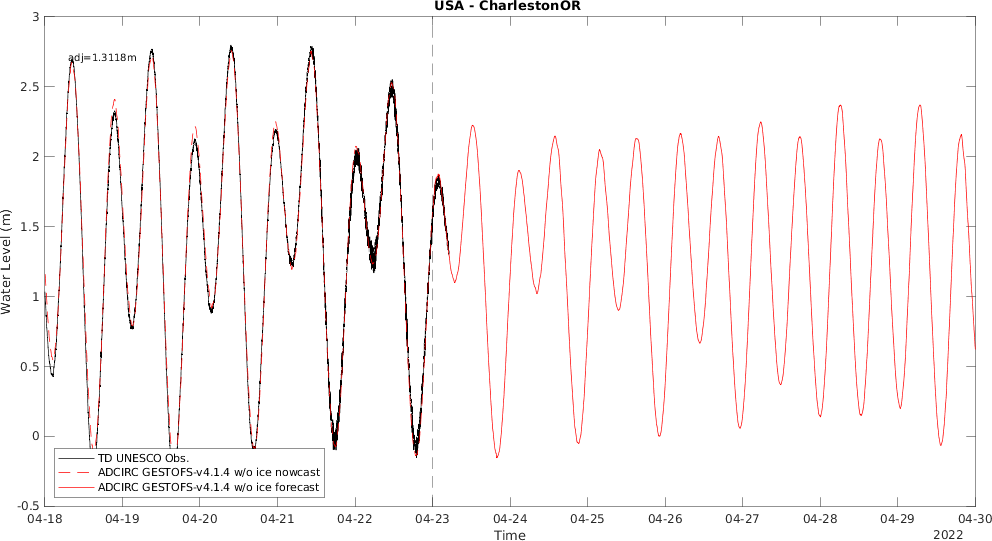 USA - CharlestonOR
adj=1.3118m
Water Level (m)
3
2.5
2
1.5
1
0.5
0
-0.5
TD UNESCO Obs.
ADCIRC GESTOFS-v4.1.4 w/o ice nowcast
ADCIRC GESTOFS-v4.1.4 w/o ice forecast
04-18 04-19 04-20 04-21 04-22 04-23 04-24 04-25 04-26 04-27 04-28 04-29 04-30
Time
2022